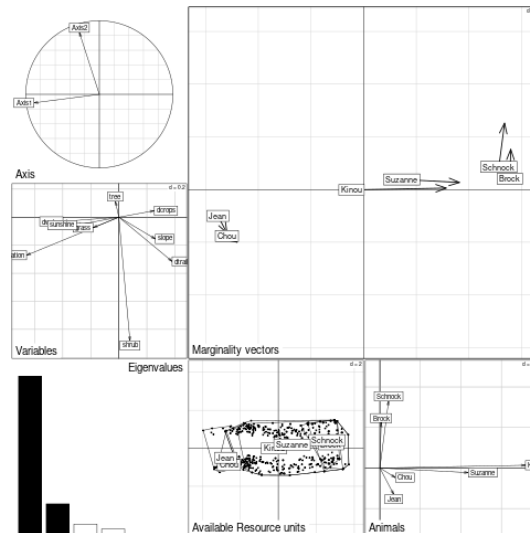 Axis2
Axis1
Axis
d = 0.2
tree
dcrops
sunshine
grass
slope
shrub
Variables
Schnock
Brock
Suzanne
Kinou
Jean
Chou
Marginality vectors
Eigenvalues
d = 2
Schnock
Suzanne
Jean
Chou
Available Resource units
Schnock
Brock
Suzanne
Chou
Jean
Animals